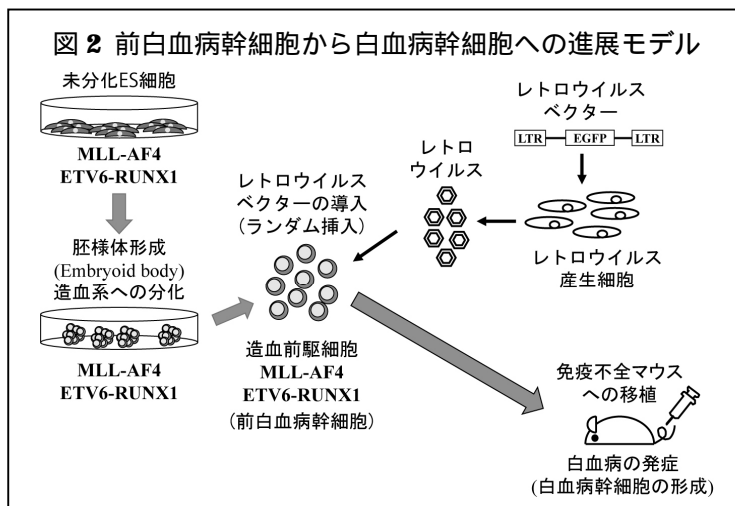 図 2 前白血病幹細胞から白血病幹細胞への進展モデル
未分化ES細胞
MLL-AF4
ETV6-RUNX1
胚様体形成
(Embryoid body)
造血系への分化
MLL-AF4
ETV6-RUNX1
レトロウイルス
ベクターの導入
(ランダム挿入)
造血前駆細胞
MLL-AF4
ETV6-RUNX1
(前白血病幹細胞)
レトロ
ウイルス
レトロウイルス
ベクター
LTR EGFP LTR
レトロウイルス
産生細胞
免疫不全マウス
への移植
白血病の発症
(白血病幹細胞の形成)